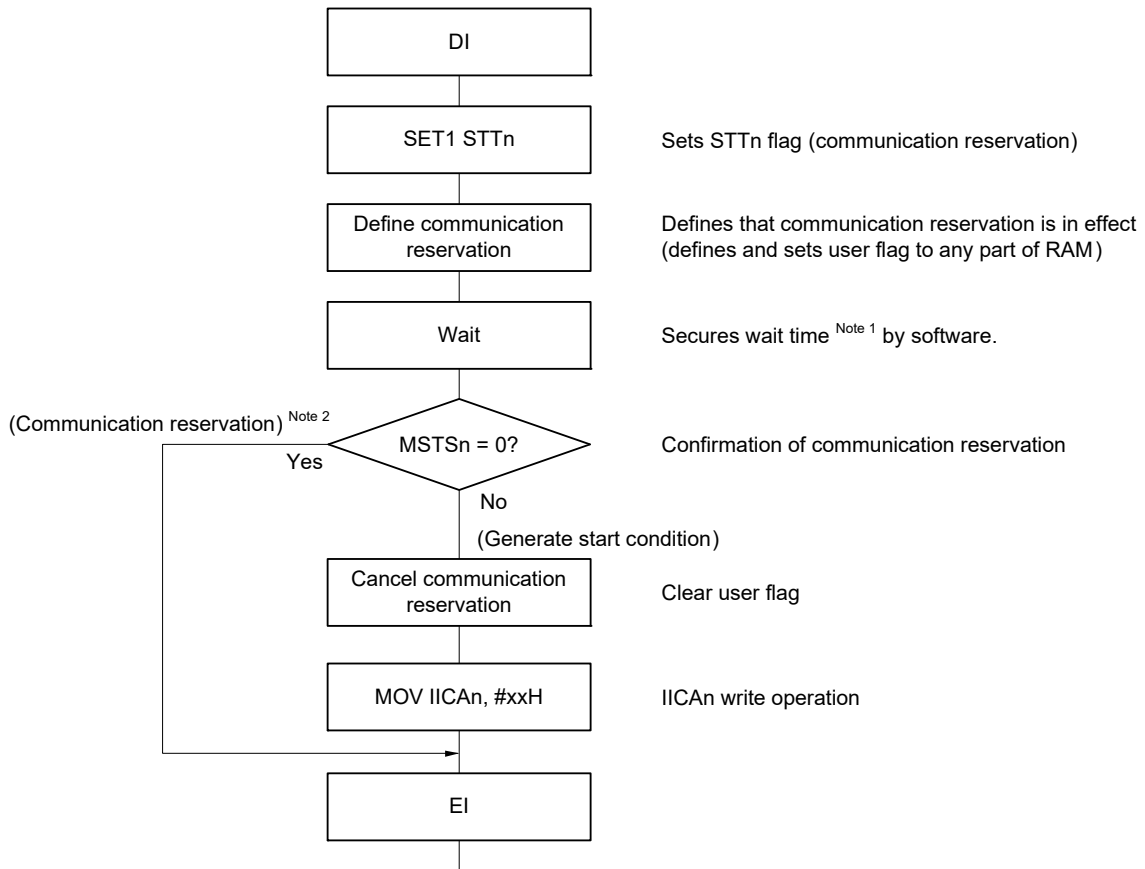 DI
SET1 STTn
Sets STTn flag (communication reservation)
Define communication
reservation
Defines that communication reservation is in effect
(defines and sets user flag to any part of RAM)
Wait
Secures wait time Note 1 by software.
(Communication reservation) Note 2
MSTSn = 0?
Confirmation of communication reservation
Yes
No
(Generate start condition)
Cancel communication
reservation
Clear user flag
MOV IICAn, #xxH
IICAn write operation
EI